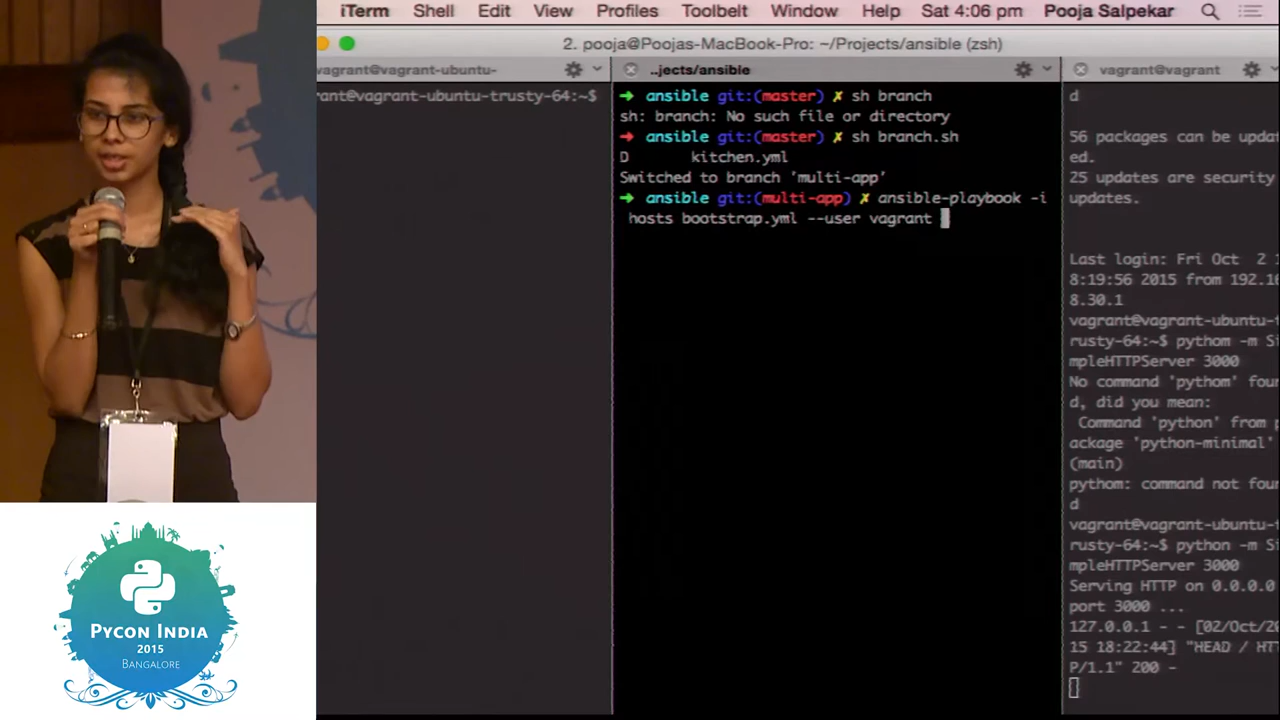 iTerm Shell Edit View Profiles Toolbelt Window Help Sat 4:06 pm Pooja Salpekar
2. pooja@Poojas-MacBook-Pro: ~/Projects/ansible (zsh)
vagrant@vagrant-ubuntu-
rant@vagrant-ubuntu-trusty-64:~$
..jects/ansible
➜ ansible git:(master) ✗ sh branch
sh: branch: No such file or directory
➜ ansible git:(master) ✗ sh branch.sh
D kitchen.yml
Switched to branch 'multi-app'
➜ ansible git:(multi-app) ✗ ansible-playbook -i
hosts bootstrap.yml --user vagrant
vagrant@vagrant
d
56 packages can be updat
ed.
25 updates are security
updates.
Last login: Fri Oct 2 1
8:19:56 2015 from 192.16
8.30.1
vagrant@vagrant-ubuntu-t
rusty-64:~$ pythom -m Si
mpleHTTPServer 3000
No command 'pythom' foun
d, did you mean:
Command 'python' from p
ackage 'python-minimal'
(main)
pythom: command not foun
d
vagrant@vagrant-ubuntu-t
rusty-64:~$ python -m Si
mpleHTTPServer 3000
Serving HTTP on 0.0.0.0
port 3000 ...
127.0.0.1 - - [02/Oct/20
15 18:22:44] "HEAD / HTT
P/1.1" 200 -
PYCON INDIA
2015
BANGALORE